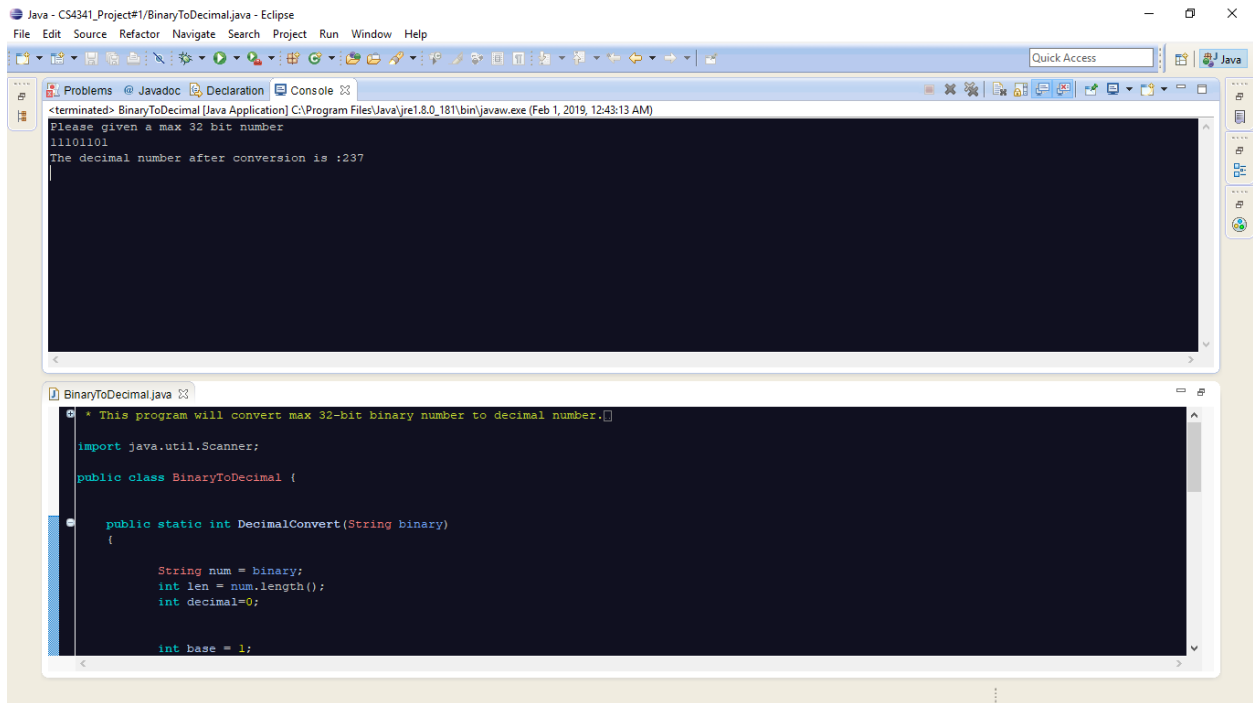 Java - CS4341_Project#1/BinaryToDecimal.java - Eclipse
File Edit Source Refactor Navigate Search Project Run Window Help
Quick Access
Java
Problems @ Javadoc Declaration Console
<terminated> BinaryToDecimal [Java Application] C:\Program Files\Java\jre1.8.0_181\bin\javaw.exe (Feb 1, 2019, 12:43:13 AM)
Please given a max 32 bit number
11101101
The decimal number after conversion is :237
BinaryToDecimal.java
* This program will convert max 32-bit binary number to decimal number.
import java.util.Scanner;
public class BinaryToDecimal {
public static int DecimalConvert(String binary)
{
String num = binary;
int len = num.length();
int decimal=0;
int base = 1;